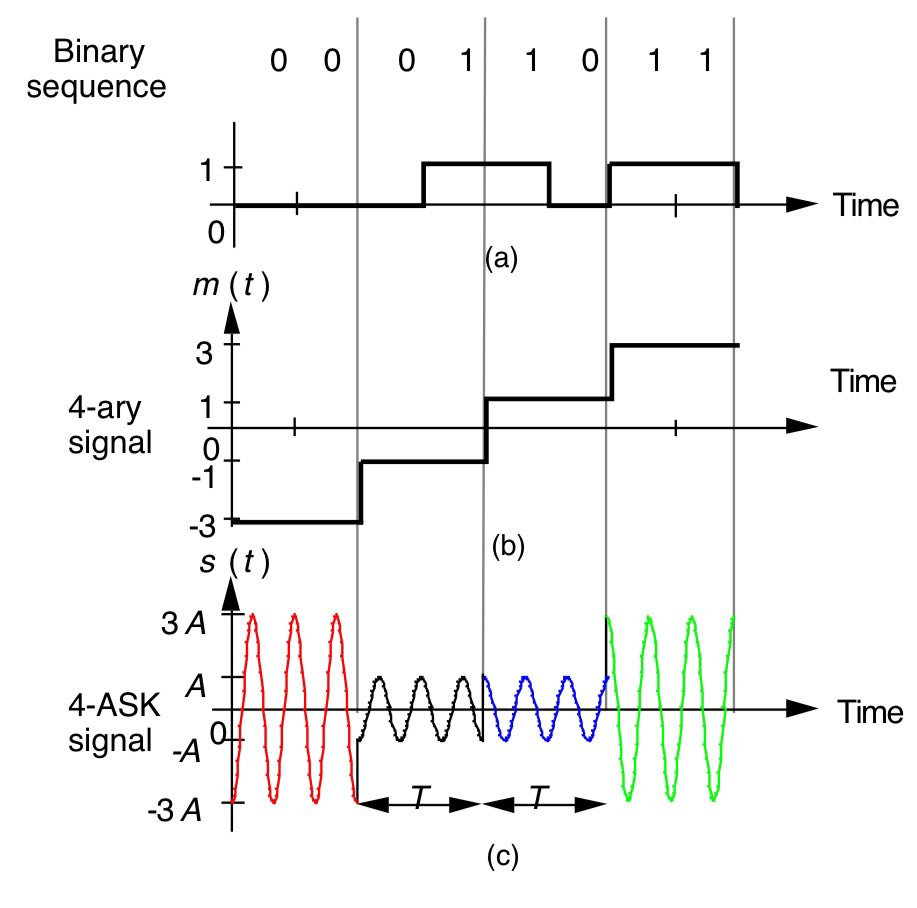 Binary
sequence
0 0 0 1 1 0 1 1
1
0
Time
(a)
m (t)
3
1
0
-1
-3
4-ary
signal
Time
(b)
s (t)
3 A
A
0
-A
-3 A
4-ASK
signal
Time
T T
(c)